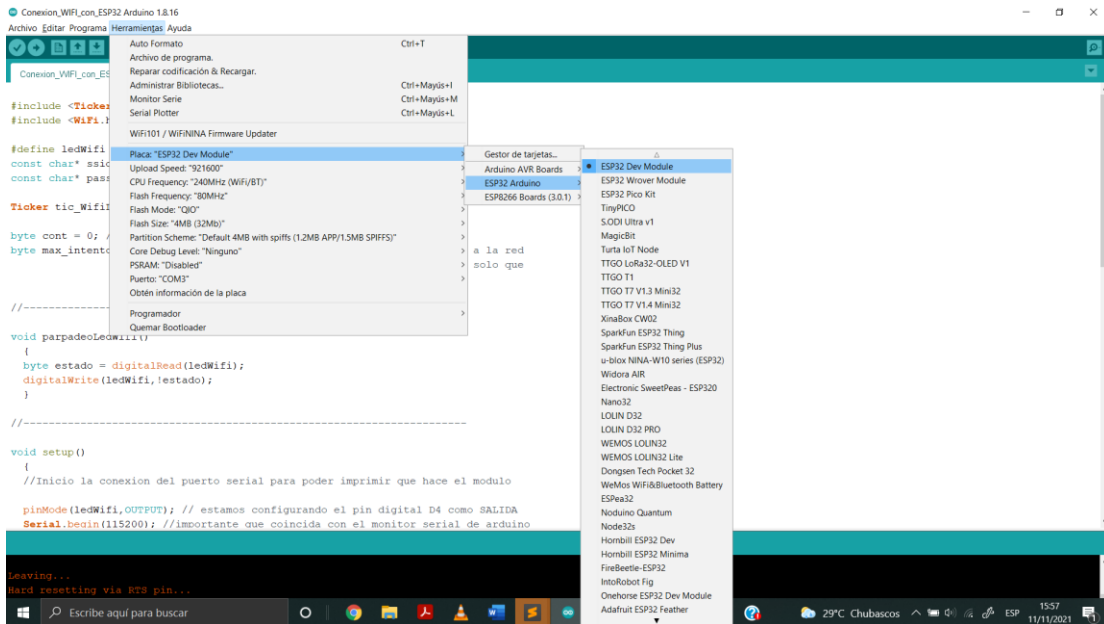 Conexion_WIFI_con_ESP32 Arduino 1.8.16
Archivo Editar Programa Herramientas Ayuda
Conexion_WIFI_con_ES
Auto Formato Ctrl+T
Archivo de programa.
Reparar codificación & Recargar.
Administrar Bibliotecas... Ctrl+Mayús+I
Monitor Serie Ctrl+Mayús+M
Serial Plotter Ctrl+Mayús+L
WiFi101 / WiFiNINA Firmware Updater
Placa: "ESP32 Dev Module"
Upload Speed: "921600"
CPU Frequency: "240MHz (WiFi/BT)"
Flash Frequency: "80MHz"
Flash Mode: "QIO"
Flash Size: "4MB (32Mb)"
Partition Scheme: "Default 4MB with spiffs (1.2MB APP/1.5MB SPIFFS)"
Core Debug Level: "Ninguno"
PSRAM: "Disabled"
Puerto: "COM3"
Obtén información de la placa
Programador
Quemar Bootloader
Gestor de tarjetas...
Arduino AVR Boards
ESP32 Arduino
ESP8266 Boards (3.0.1)
ESP32 Dev Module
ESP32 Wrover Module
ESP32 Pico Kit
TinyPICO
S.ODI Ultra v1
MagicBit
Turta IoT Node
TTGO LoRa32-OLED V1
TTGO T1
TTGO T7 V1.3 Mini32
TTGO T7 V1.4 Mini32
XinaBox CW02
SparkFun ESP32 Thing
SparkFun ESP32 Thing Plus
u-blox NINA-W10 series (ESP32)
Widora AIR
Electronic SweetPeas - ESP320
Nano32
LOLIN D32
LOLIN D32 PRO
WEMOS LOLIN32
WEMOS LOLIN32 Lite
Dongsen Tech Pocket 32
WeMos WiFi&Bluetooth Battery
ESPea32
Noduino Quantum
Node32s
Hornbill ESP32 Dev
Hornbill ESP32 Minima
FireBeetle-ESP32
IntoRobot Fig
Onehorse ESP32 Dev Module
Adafruit ESP32 Feather
#include <Ticker
#include <WiFi.h
#define ledWifi
const char* ssid
const char* pass
Ticker tic_WifiL
byte cont = 0; /
byte max_intento a la red
solo que
//---------------
void parpadeoLedWifi()
{
byte estado = digitalRead(ledWifi);
digitalWrite(ledWifi,!estado);
}
//--------------------------------------------------------------------------
void setup()
{
//Inicio la conexion del puerto serial para poder imprimir que hace el modulo
pinMode(ledWifi,OUTPUT); // estamos configurando el pin digital D4 como SALIDA
Serial.begin(115200); //importante que coincida con el monitor serial de arduino
Leaving...
Hard resetting via RTS pin...
Escribe aquí para buscar
29°C Chubascos
ESP
15:57
11/11/2021